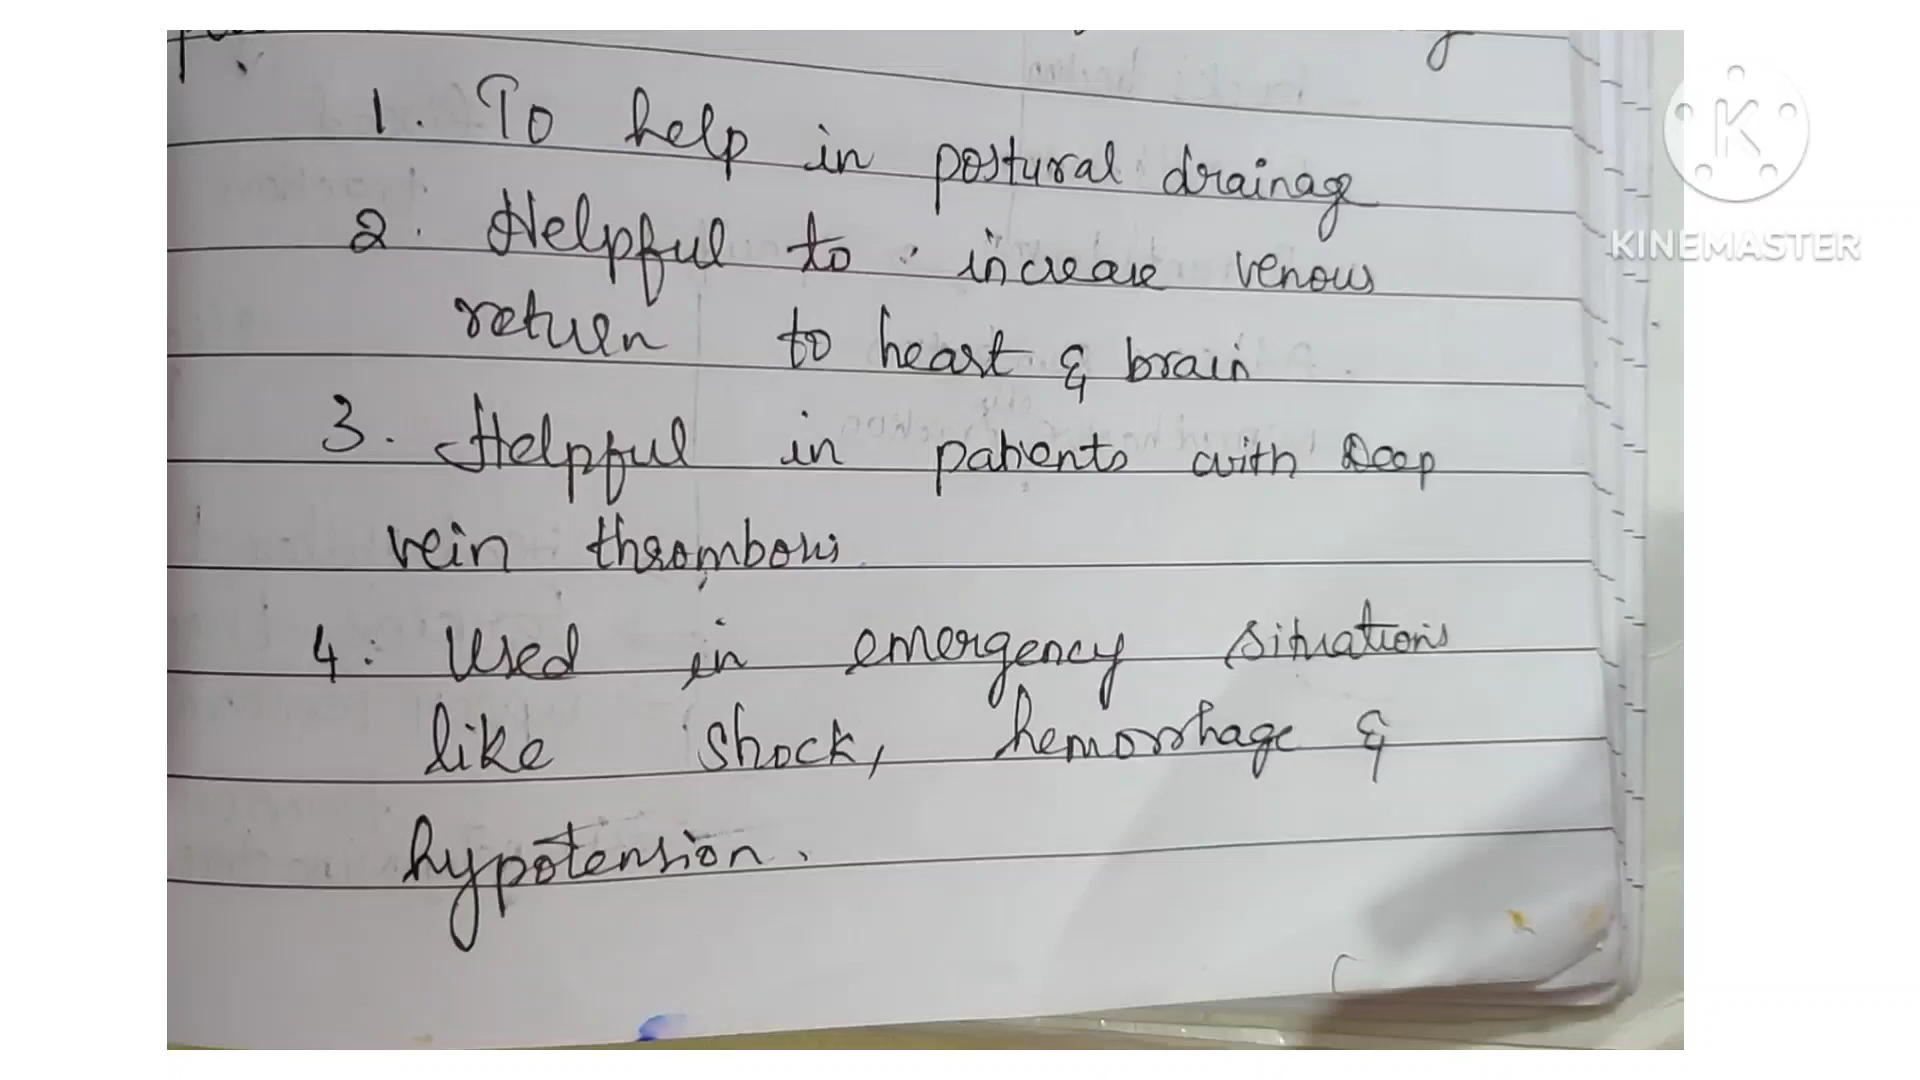 1. To help in postural drainage
2. Helpful to increase venous
return to heart & brain
3. Helpful in patients with Deep
vein thrombosis
4. Used in emergency situations
like shock, hemorrhage &
hypotension.
K
KINEMASTER